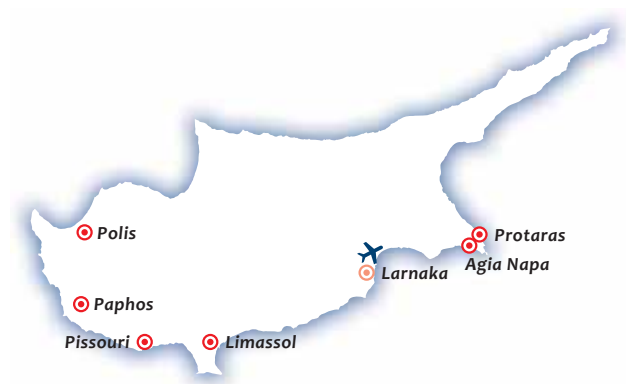 Polis
Protaras
Agia Napa
Larnaka
Paphos
Pissouri
Limassol